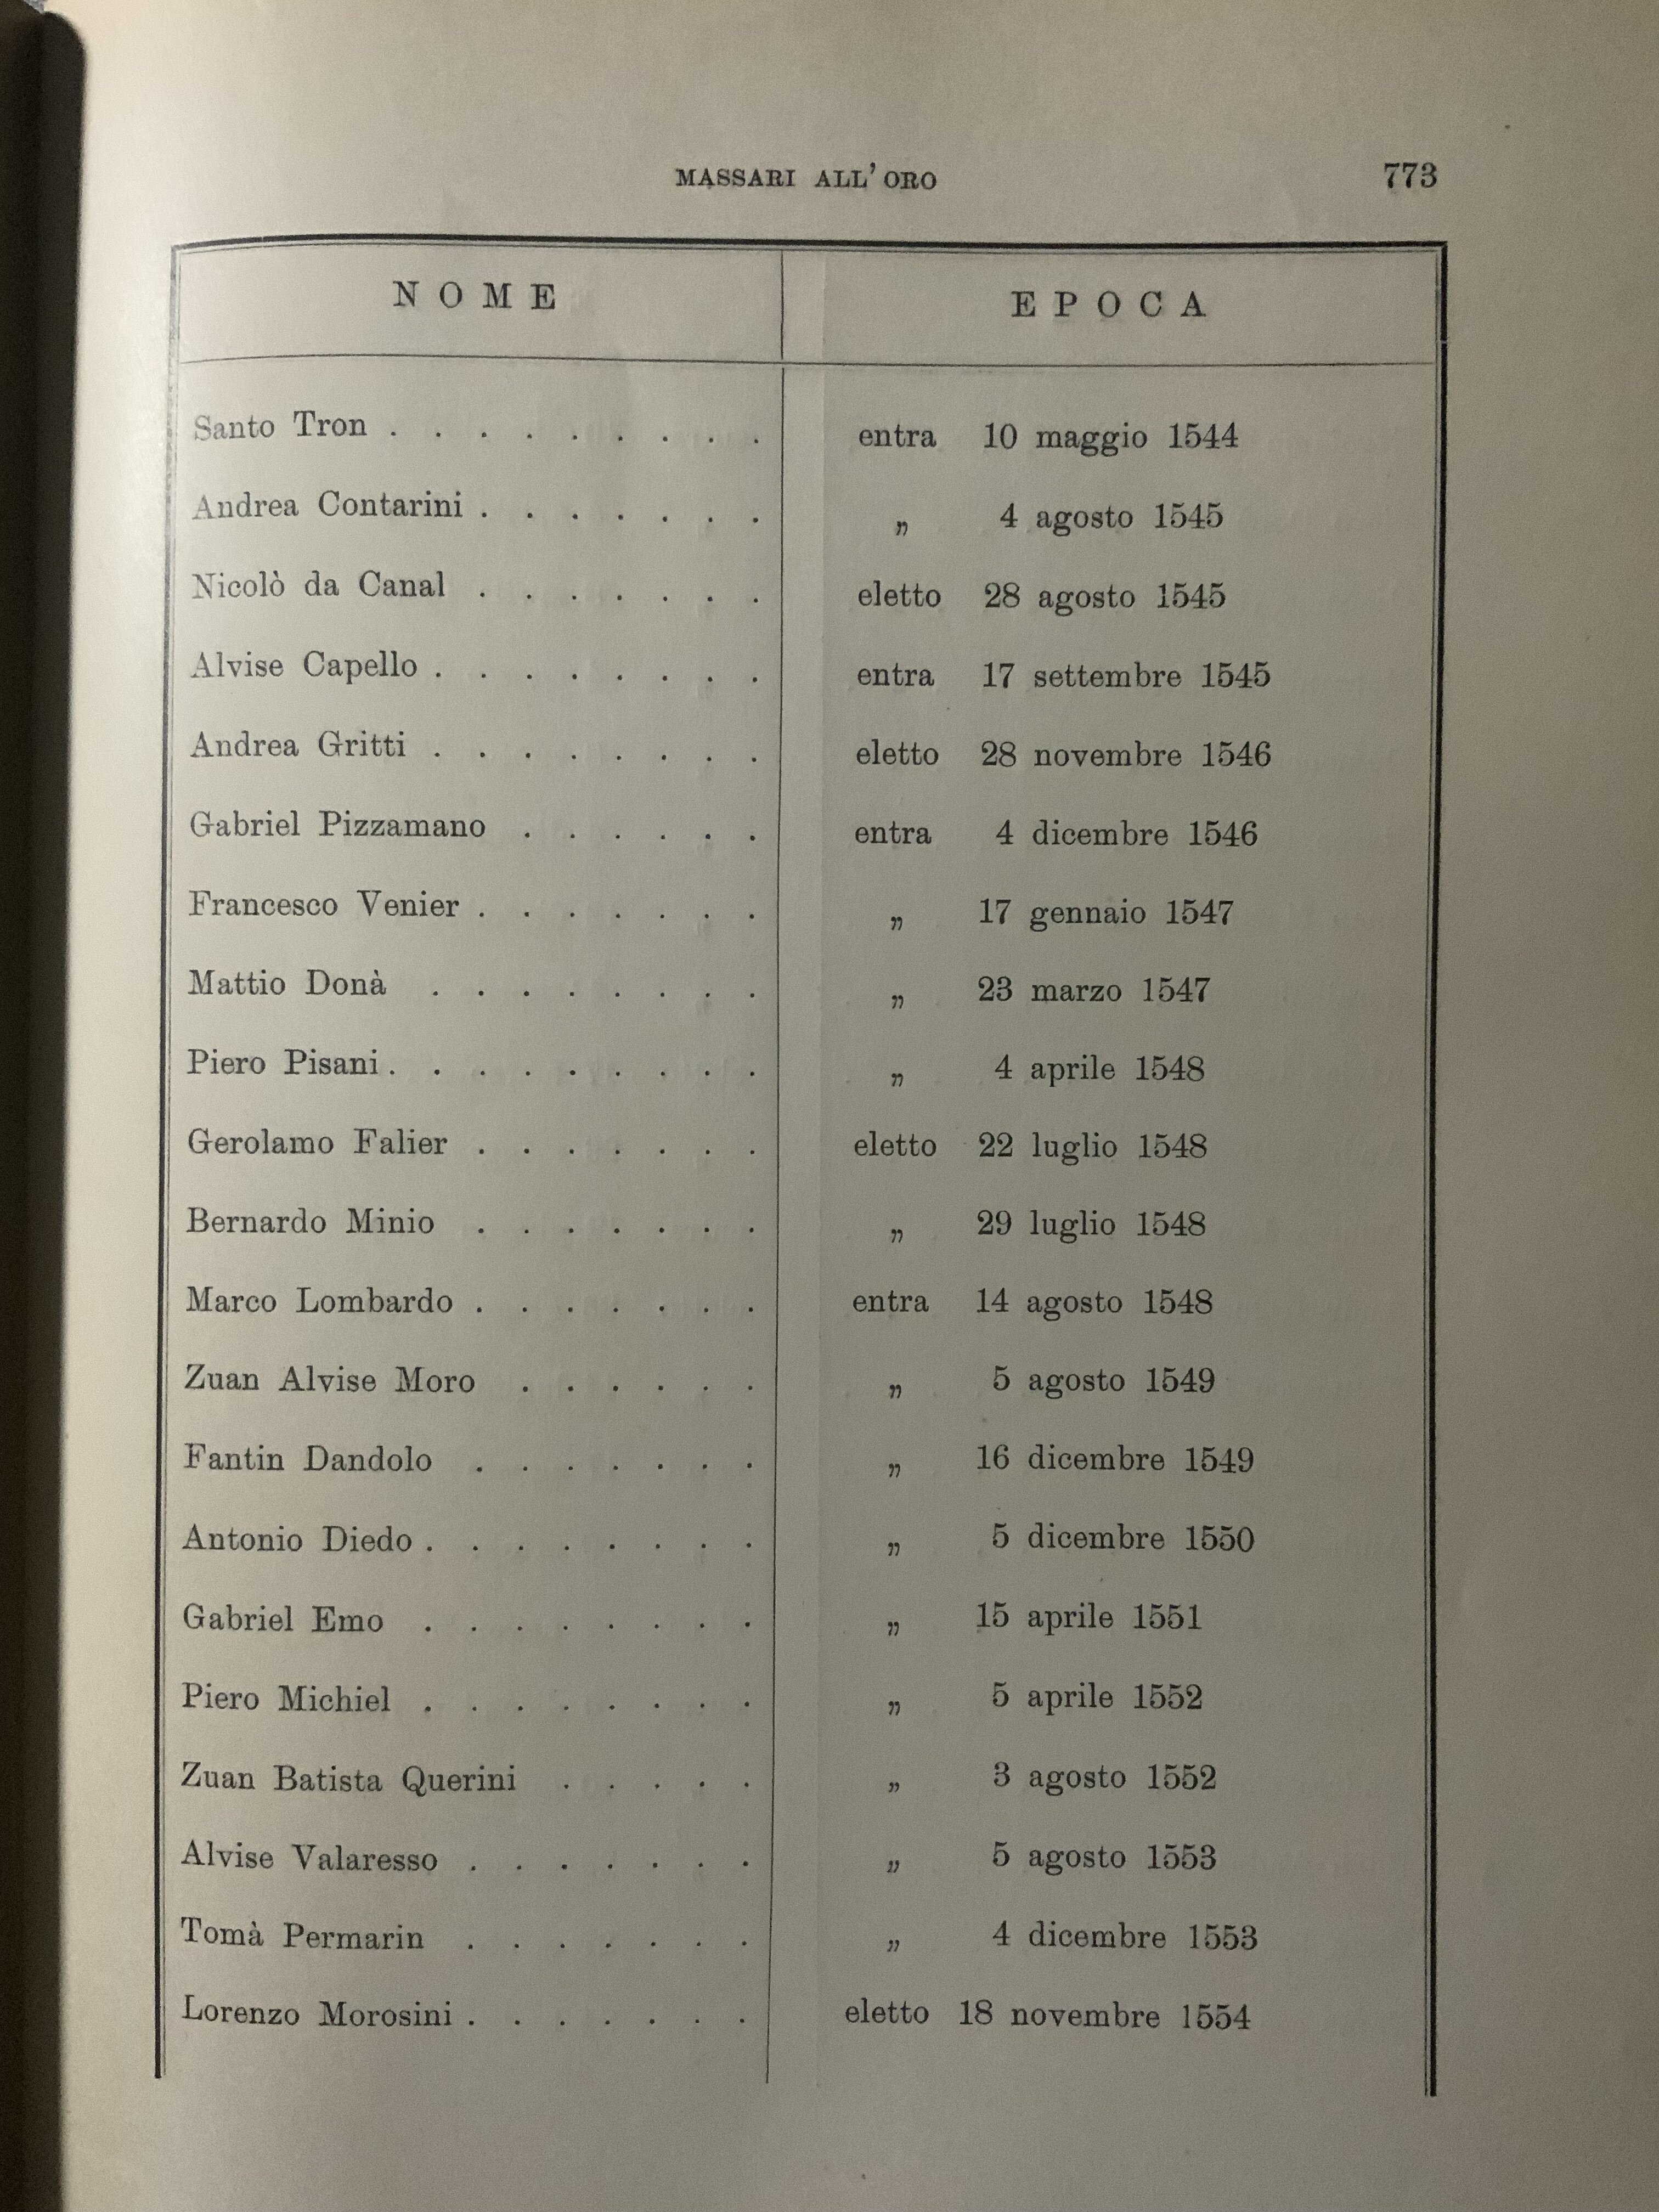 MASSARI ALL' ORO 773
NOME EPOCA
Santo Tron . . . . . . . . . entra 10 maggio 1544
Andrea Contarini . . . . . . . „ 4 agosto 1545
Nicolò da Canal . . . . . . . eletto 28 agosto 1545
Alvise Capello . . . . . . . . entra 17 settembre 1545
Andrea Gritti . . . . . . . . eletto 28 novembre 1546
Gabriel Pizzamano . . . . . . entra 4 dicembre 1546
Francesco Venier . . . . . . . „ 17 gennaio 1547
Mattio Donà . . . . . . . . „ 23 marzo 1547
Piero Pisani . . . . . . . . . „ 4 aprile 1548
Gerolamo Falier . . . . . . . eletto 22 luglio 1548
Bernardo Minio . . . . . . . „ 29 luglio 1548
Marco Lombardo . . . . . . . entra 14 agosto 1548
Zuan Alvise Moro . . . . . . „ 5 agosto 1549
Fantin Dandolo . . . . . . . „ 16 dicembre 1549
Antonio Diedo . . . . . . . . „ 5 dicembre 1550
Gabriel Emo . . . . . . . . „ 15 aprile 1551
Piero Michiel . . . . . . . . „ 5 aprile 1552
Zuan Batista Querini . . . . . „ 3 agosto 1552
Alvise Valaresso . . . . . . . „ 5 agosto 1553
Tomà Permarin . . . . . . . „ 4 dicembre 1553
Lorenzo Morosini . . . . . . . eletto 18 novembre 1554